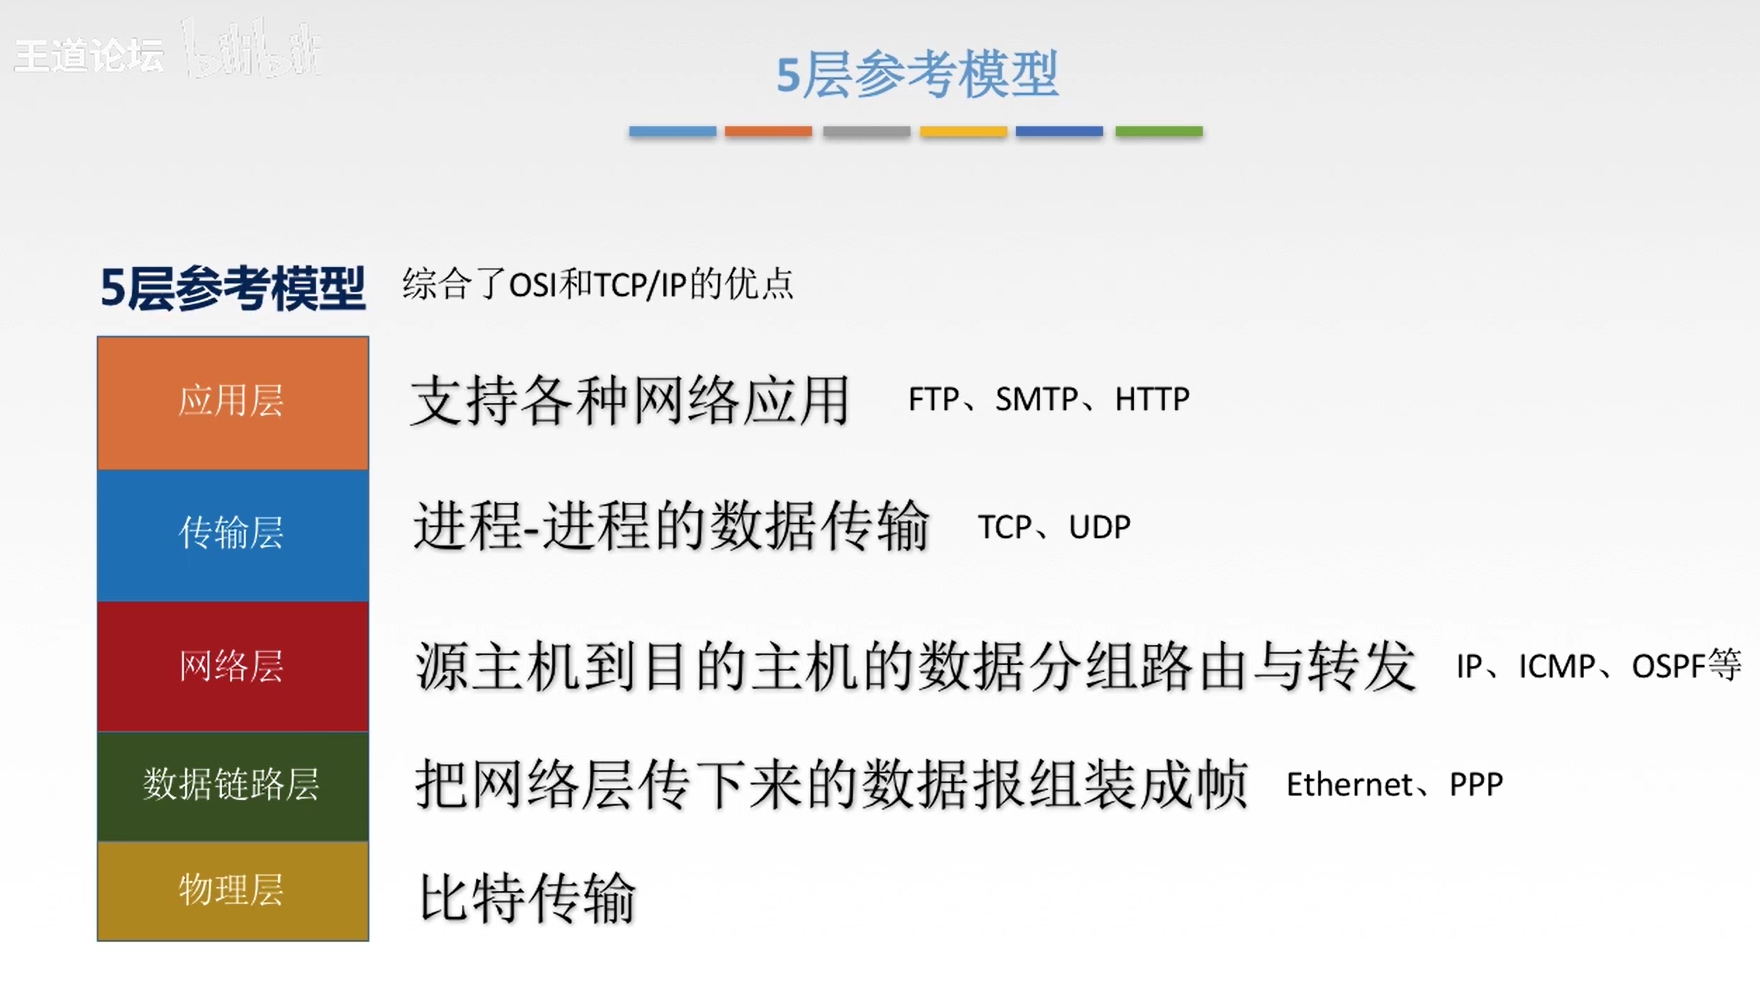 王道论坛 bilibili
5层参考模型
5层参考模型 综合了OSI和TCP/IP的优点
应用层 支持各种网络应用 FTP、SMTP、HTTP
传输层 进程-进程的数据传输 TCP、UDP
网络层 源主机到目的主机的数据分组路由与转发 IP、ICMP、OSPF等
数据链路层 把网络层传下来的数据报组装成帧 Ethernet、PPP
物理层 比特传输